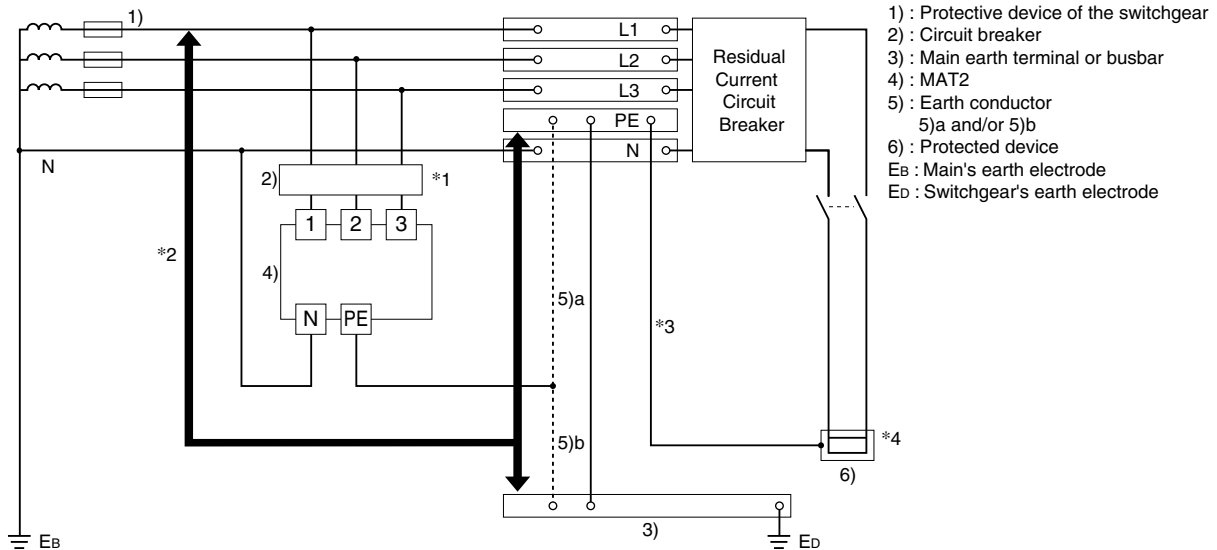 1)
L1
L2
L3
PE
N
Residual
Current
Circuit
Breaker
N
2)
*1
1
2
3
*2
4)
N
PE
5)a
*3
5)b
*4
6)
3)
EB
ED
1) : Protective device of the switchgear
2) : Circuit breaker
3) : Main earth terminal or busbar
4) : MAT2
5) : Earth conductor
5)a and/or 5)b
6) : Protected device
EB : Main's earth electrode
ED : Switchgear's earth electrode